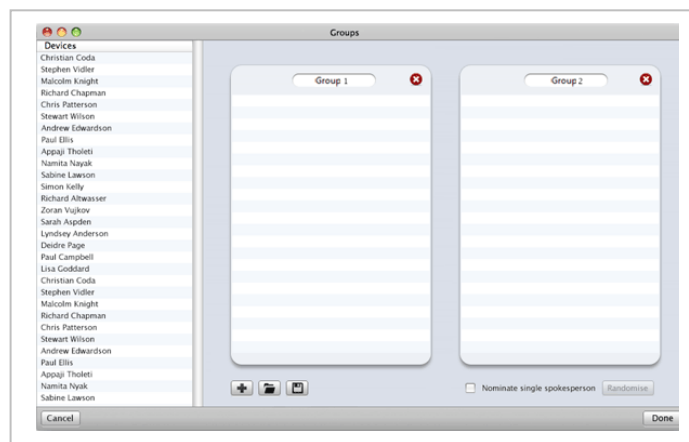 Groups
Devices
Christian Coda
Stephen Vidler
Malcolm Knight
Richard Chapman
Chris Patterson
Stewart Wilson
Andrew Edwardson
Paul Ellis
Appaji Tholeti
Namita Nayak
Sabine Lawson
Simon Kelly
Richard Altwasser
Zoran Vujkov
Sarah Aspden
Lyndsey Anderson
Deidre Page
Paul Campbell
Lisa Goddard
Christian Coda
Stephen Vidler
Malcolm Knight
Richard Chapman
Chris Patterson
Stewart Wilson
Andrew Edwardson
Paul Ellis
Appaji Tholeti
Namita Nyak
Sabine Lawson
Group 1
Group 2
Nominate single spokesperson
Randomise
Cancel
Done